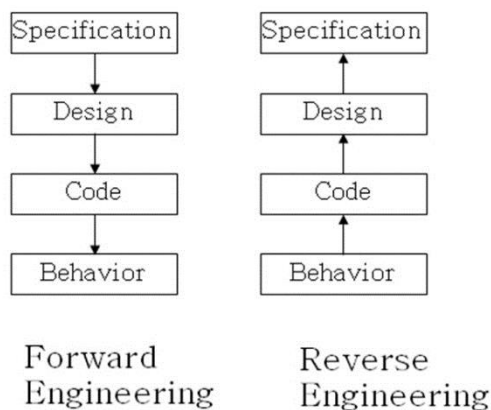 Specification
Design
Code
Behavior
Forward
Engineering
Specification
Design
Code
Behavior
Reverse
Engineering